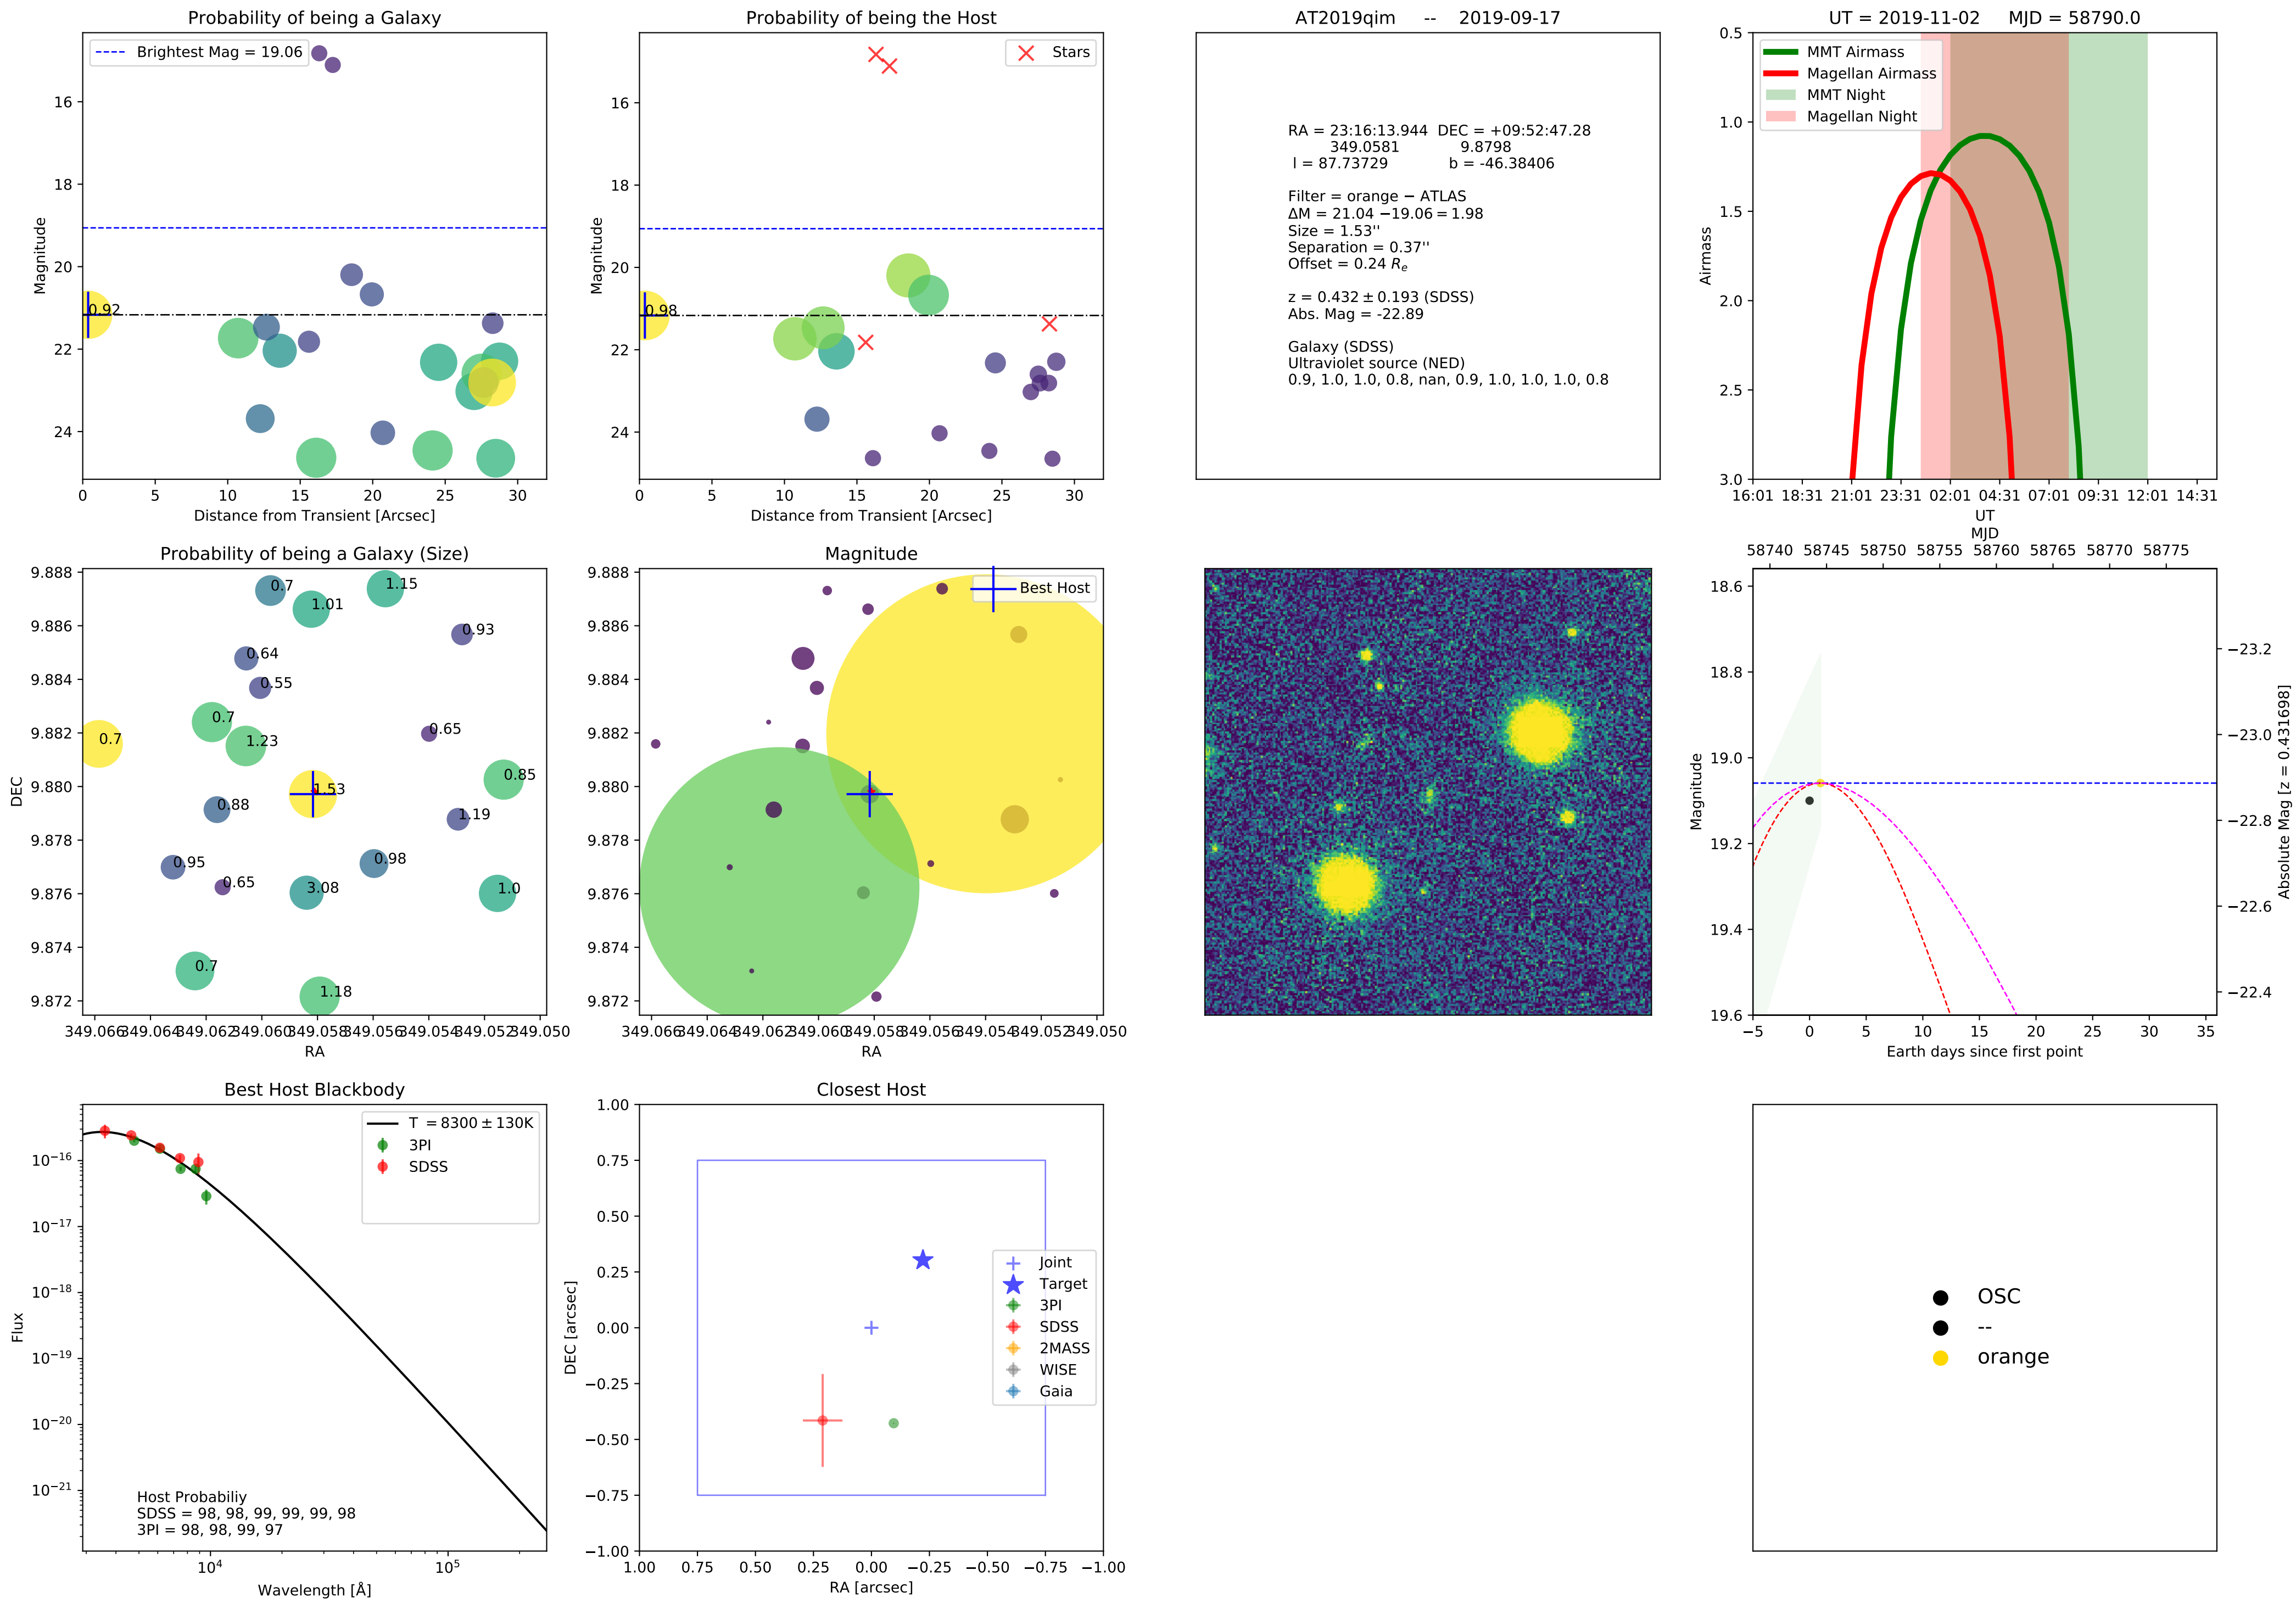 Probability of being a Galaxy
Brightest Mag = 19.06
0.92
16
18
20
22
24
Magnitude
0 5 10 15 20 25 30
Distance from Transient [Arcsec]
Probability of being the Host
Stars
0.98
16
18
20
22
24
Magnitude
0 5 10 15 20 25 30
Distance from Transient [Arcsec]
AT2019qim -- 2019-09-17
RA = 23:16:13.944 DEC = +09:52:47.28
349.0581 9.8798
l = 87.73729 b = -46.38406
Filter = orange − ATLAS
ΔM = 21.04 −19.06 = 1.98
Size = 1.53''
Separation = 0.37''
Offset = 0.24 Re
z = 0.432 ± 0.193 (SDSS)
Abs. Mag = -22.89
Galaxy (SDSS)
Ultraviolet source (NED)
0.9, 1.0, 1.0, 0.8, nan, 0.9, 1.0, 1.0, 1.0, 0.8
UT = 2019-11-02 MJD = 58790.0
MMT Airmass
Magellan Airmass
MMT Night
Magellan Night
0.5
1.0
1.5
2.0
2.5
3.0
Airmass
16:01 18:31 21:01 23:31 02:01 04:31 07:01 09:31 12:01 14:31
UT
Probability of being a Galaxy (Size)
0.7
1.15
1.01
0.93
0.64
0.55
0.7
0.65
0.7
1.23
0.85
1.53
0.88
1.19
0.95
0.98
0.65
3.08
1.0
0.7
1.18
9.888
9.886
9.884
9.882
9.880
9.878
9.876
9.874
9.872
DEC
349.066 349.064 349.062 349.060 349.058 349.056 349.054 349.052 349.050
RA
Magnitude
Best Host
9.888
9.886
9.884
9.882
9.880
9.878
9.876
9.874
9.872
349.066 349.064 349.062 349.060 349.058 349.056 349.054 349.052 349.050
RA
MJD
58740 58745 58750 58755 58760 58765 58770 58775
18.6
18.8
19.0
19.2
19.4
19.6
Magnitude
−23.2
−23.0
−22.8
−22.6
−22.4
Absolute Mag [z = 0.431698]
−5 0 5 10 15 20 25 30 35
Earth days since first point
Best Host Blackbody
T = 8300 ± 130K
3PI
SDSS
10−16
10−17
10−18
10−19
10−20
10−21
Flux
Host Probabiliy
SDSS = 98, 98, 99, 99, 99, 98
3PI = 98, 98, 99, 97
104 105
Wavelength [Å]
Closest Host
1.00
0.75
0.50
0.25
0.00
−0.25
−0.50
−0.75
−1.00
DEC [arcsec]
Joint
Target
3PI
SDSS
2MASS
WISE
Gaia
1.00 0.75 0.50 0.25 0.00 −0.25 −0.50 −0.75 −1.00
RA [arcsec]
OSC
--
orange